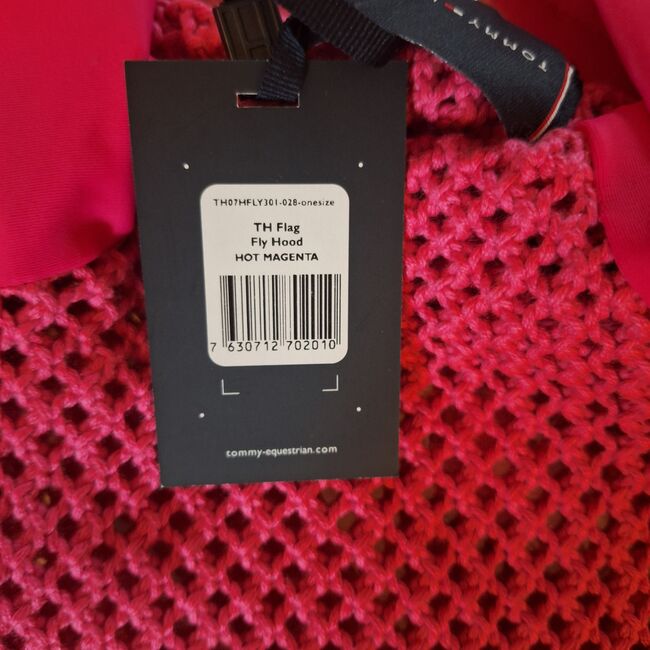 TOMMY
TH07HFLY301-028-onesize
TH Flag
Fly Hood
HOT MAGENTA
7 630712 702010
tommy-equestrian.com